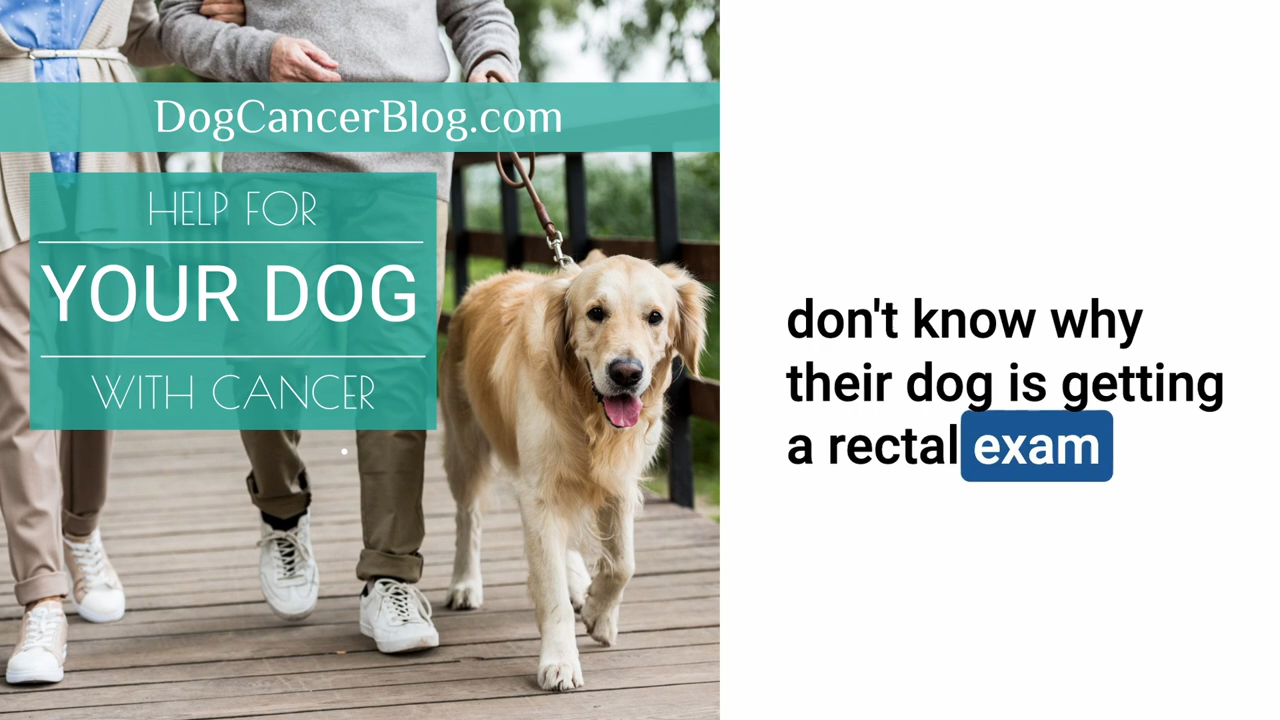 DogCancerBlog.com
HELP FOR
YOUR DOG
WITH CANCER
don't know why
their dog is getting
a rectal exam